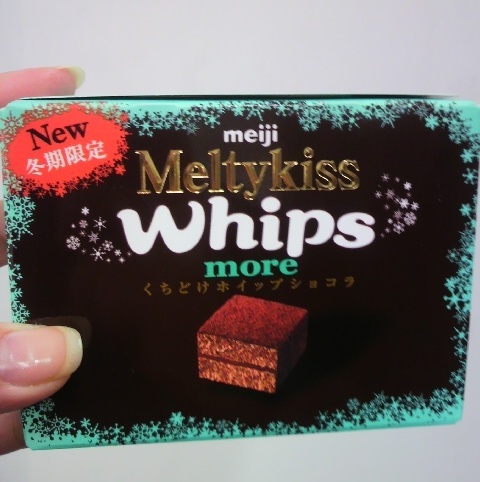 New
冬期限定
meiji
Meltykiss
Whips
more
くちどけホイップショコラ